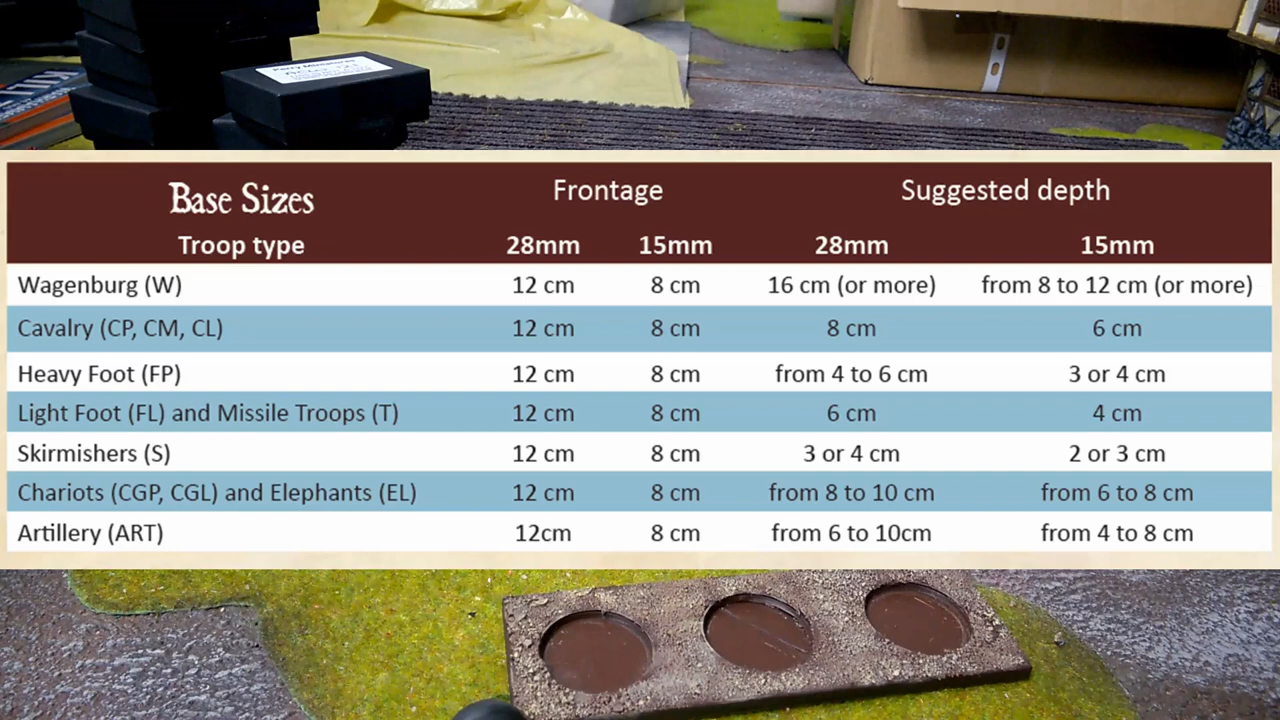 Perry Miniatures
Base Sizes Frontage Suggested depth
Troop type 28mm 15mm 28mm 15mm
Wagenburg (W) 12 cm 8 cm 16 cm (or more) from 8 to 12 cm (or more)
Cavalry (CP, CM, CL) 12 cm 8 cm 8 cm 6 cm
Heavy Foot (FP) 12 cm 8 cm from 4 to 6 cm 3 or 4 cm
Light Foot (FL) and Missile Troops (T) 12 cm 8 cm 6 cm 4 cm
Skirmishers (S) 12 cm 8 cm 3 or 4 cm 2 or 3 cm
Chariots (CGP, CGL) and Elephants (EL) 12 cm 8 cm from 8 to 10 cm from 6 to 8 cm
Artillery (ART) 12cm 8 cm from 6 to 10cm from 4 to 8 cm